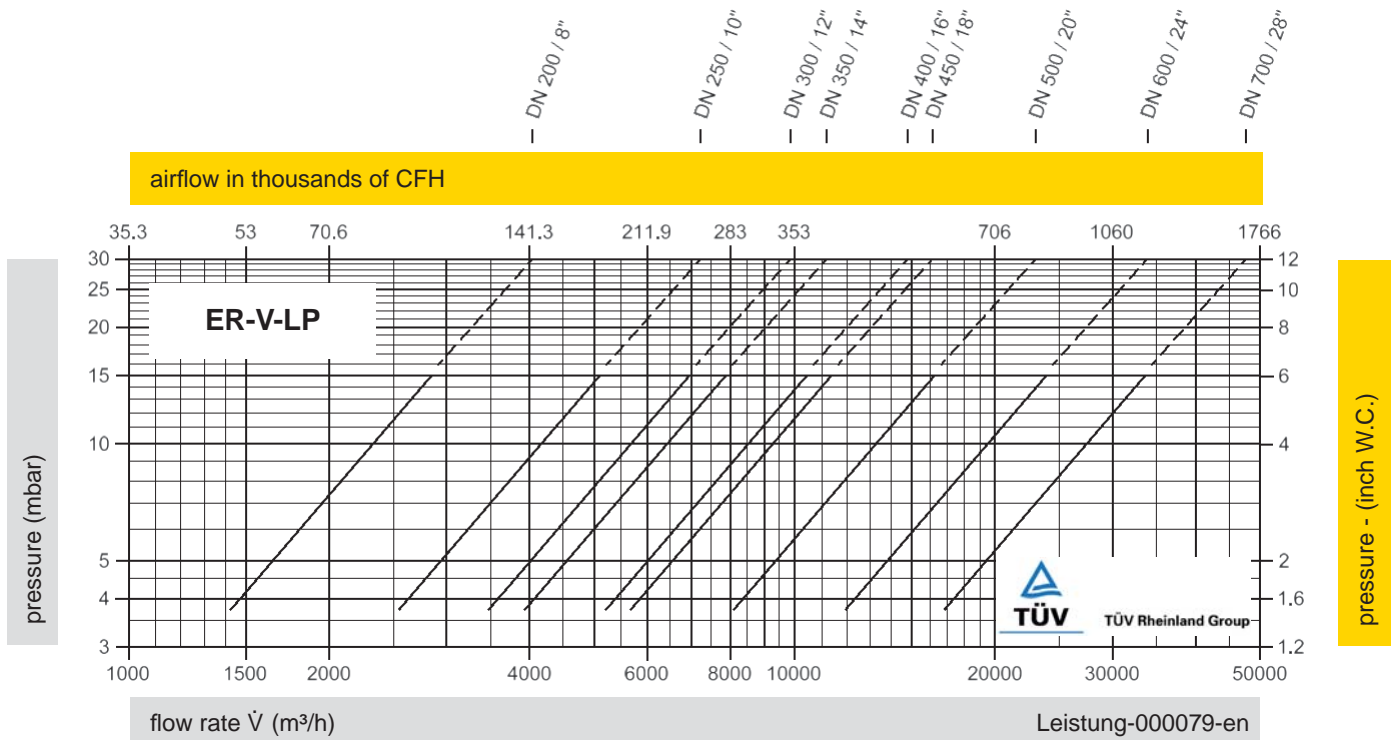 DN 200 / 8"
DN 250 / 10"
DN 300 / 12"
DN 350 / 14"
DN 400 / 16"
DN 450 / 18"
DN 500 / 20"
DN 600 / 24"
DN 700 / 28"
airflow in thousands of CFH
35.3 53 70.6 141.3 211.9 283 353 706 1060 1766
pressure (mbar)
30
25
20
15
10
5
4
3
ER-V-LP
12
10
8
6
4
2
1.6
1.2
pressure - (inch W.C.)
TÜV
TÜV Rheinland Group
1000 1500 2000 4000 6000 8000 10000 20000 30000 50000
flow rate V̇ (m³/h) Leistung-000079-en